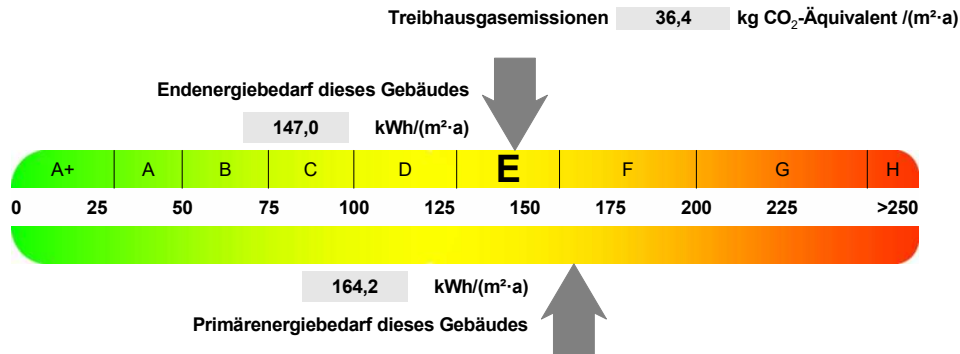 Treibhausgasemissionen 36,4 kg CO₂-Äquivalent /(m²·a)
Endenergiebedarf dieses Gebäudes
147,0 kWh/(m²·a)
A+ A B C D E F G H
0 25 50 75 100 125 150 175 200 225 >250
164,2 kWh/(m²·a)
Primärenergiebedarf dieses Gebäudes